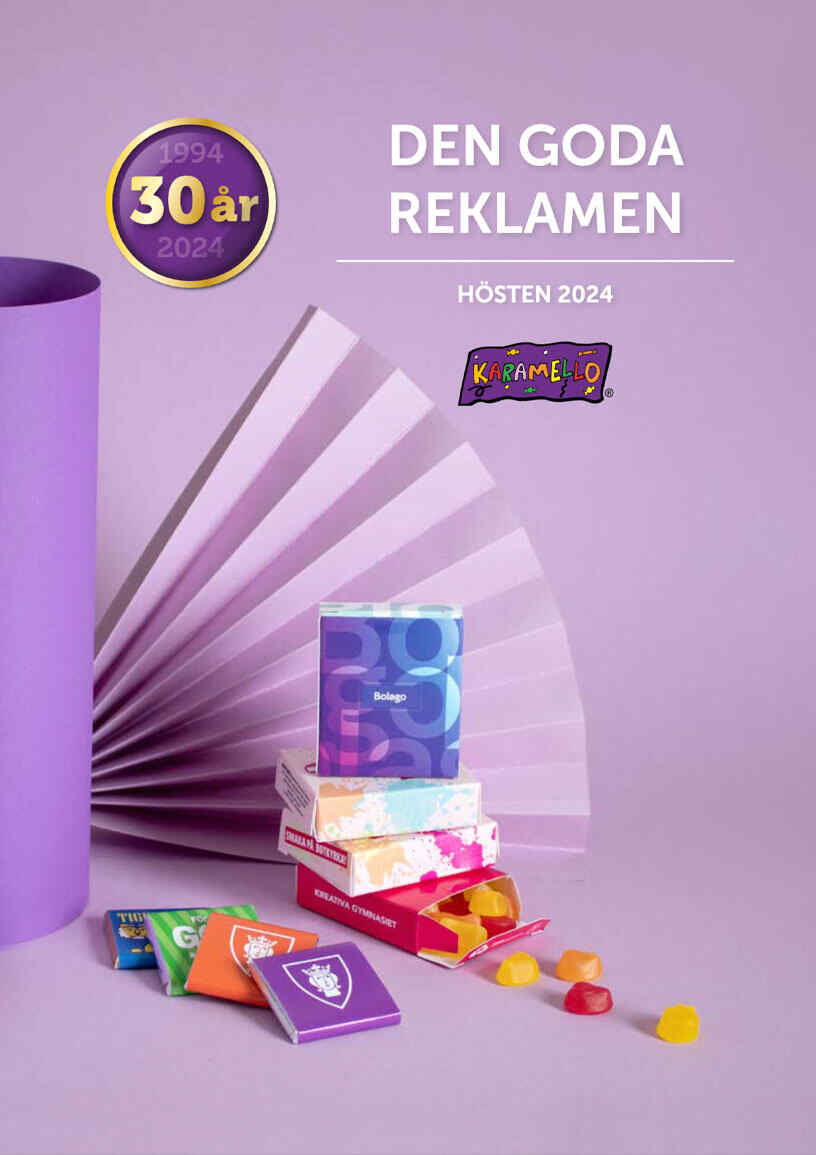 1994
30 år
2024
DEN GODA
REKLAMEN
HÖSTEN 2024
KARAMELLO
®
Bolago
SMAKA PÅ BOTKYRKA!
KREATIVA GYMNASIET